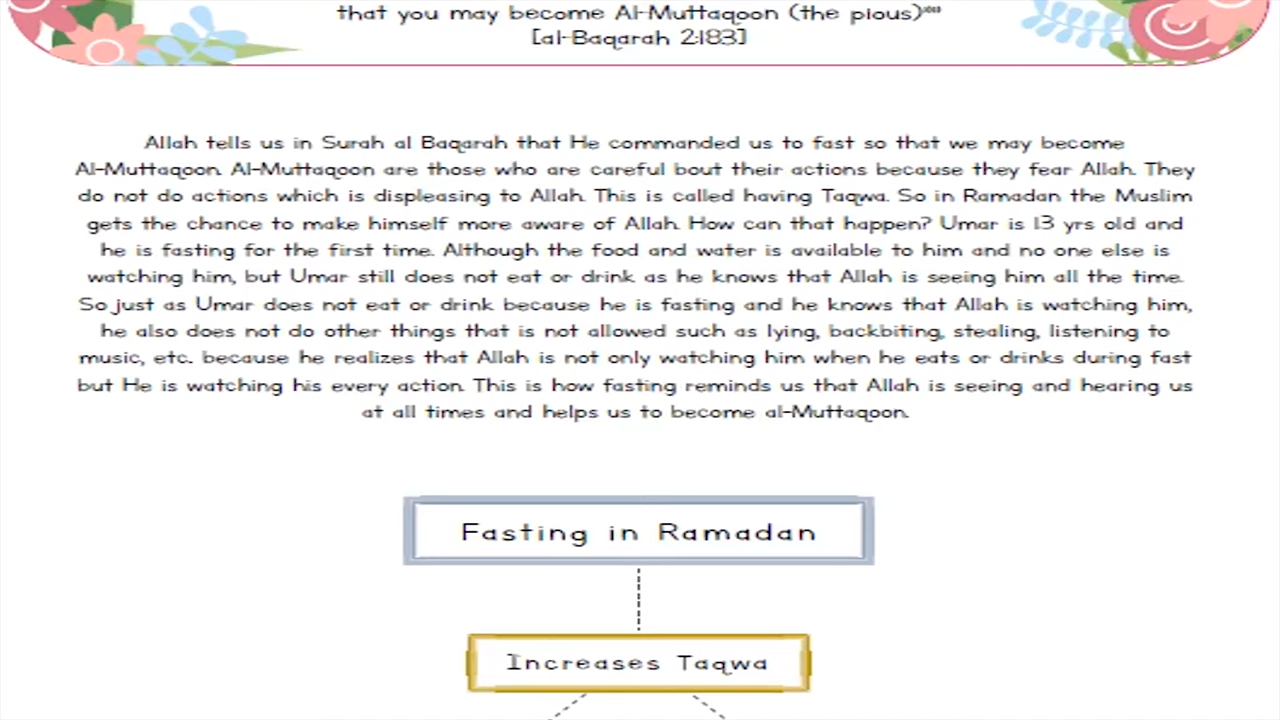 that you may become Al-Muttaqoon (the pious)
[al-Baqarah 2:183]
Allah tells us in Surah al Baqarah that He commanded us to fast so that we may become
Al-Muttaqoon. Al-Muttaqoon are those who are careful bout their actions because they fear Allah. They
do not do actions which is displeasing to Allah. This is called having Taqwa. So in Ramadan the Muslim
gets the chance to make himself more aware of Allah. How can that happen? Umar is 13 yrs old and
he is fasting for the first time. Although the food and water is available to him and no one else is
watching him, but Umar still does not eat or drink as he knows that Allah is seeing him all the time.
So just as Umar does not eat or drink because he is fasting and he knows that Allah is watching him,
he also does not do other things that is not allowed such as lying, backbiting, stealing, listening to
music, etc. because he realizes that Allah is not only watching him when he eats or drinks during fast
but He is watching his every action. This is how fasting reminds us that Allah is seeing and hearing us
at all times and helps us to become al-Muttaqoon.
Fasting in Ramadan
Increases Taqwa